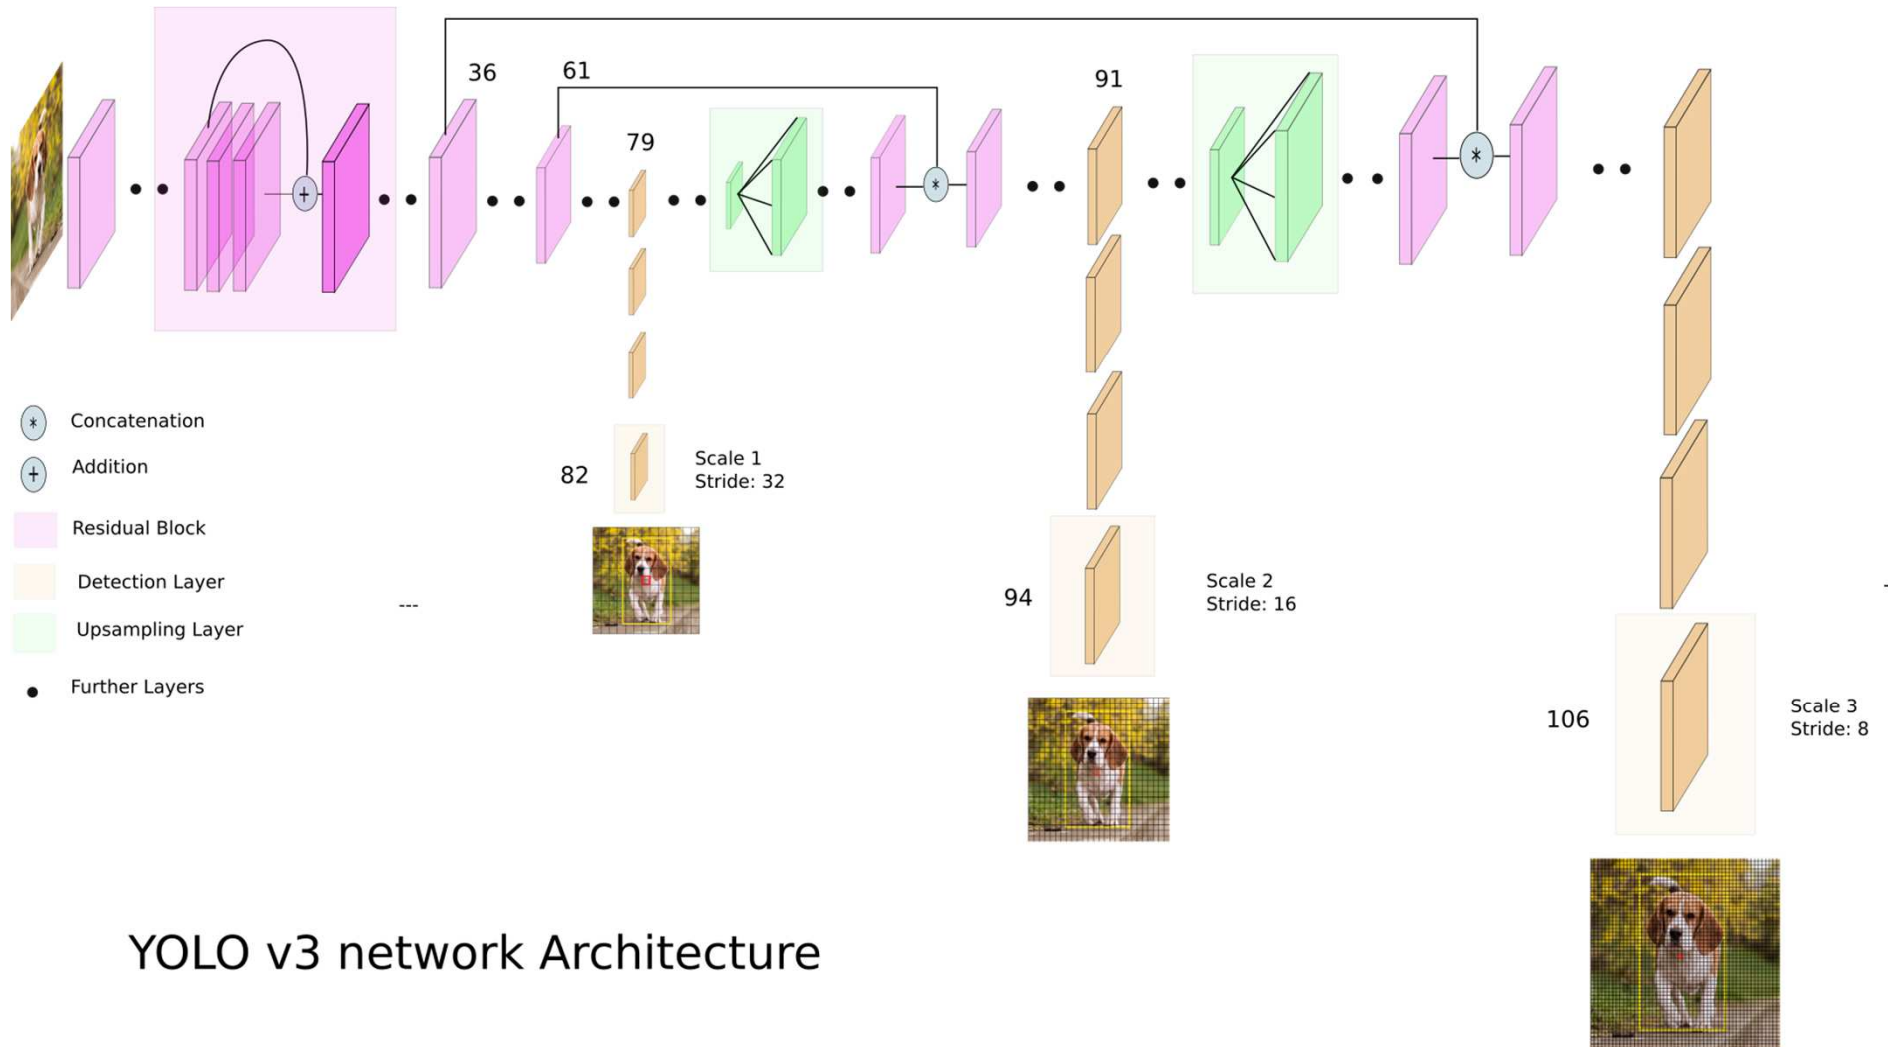 36
61
79
91
Concatenation
Addition
Residual Block
Detection Layer
Upsampling Layer
Further Layers
---
82
Scale 1
Stride: 32
94
Scale 2
Stride: 16
106
Scale 3
Stride: 8
YOLO v3 network Architecture